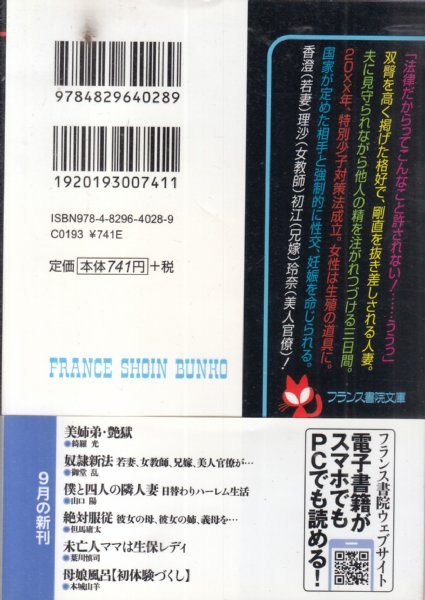 「法律だからってこんなこと許されない！……ううっ」
双臂を高く掲げた格好で、剛直を抜き差しされる人妻。
夫に見守られながら他人の精を注がれつづける三日間。
20××年、特別少子対策法成立。女性は生殖の道具に。
国家が定めた相手と強制的に性交、妊娠を命じられる。
香澄（若妻）理沙（女教師）初江（兄嫁）玲奈（美人官僚）！
フランス書院文庫
9784829640289
1920193007411
ISBN978-4-8296-4028-9
C0193 ¥741E
定価 本体741円 +税
FRANCE SHOIN BUNKO
9月の新刊
美姉弟・艶獄
●綺羅 光
奴隷新法 若妻、女教師、兄嫁、美人官僚が…
●御堂 乱
僕と四人の隣人妻 日替わりハーレム生活
●山口 陽
絶対服従 彼女の母、彼女の姉、義母を…
●但馬庸太
未亡人ママは生保レディ
●葉川慎司
母娘風呂【初体験づくし】
●本城山羊
フランス書院ウェブサイト
電子書籍が
スマホでも
PCでも読める！